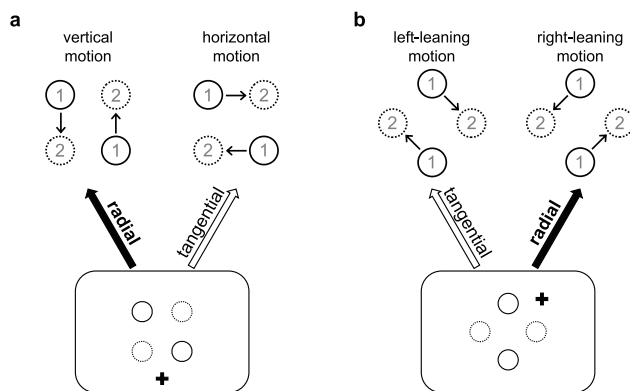 a
b
vertical
motion
horizontal
motion
left-leaning
motion
right-leaning
motion
1 2
2 1
1 2
2 1
1
2 2
1
1
2 2
1
radial
tangential
tangential
radial